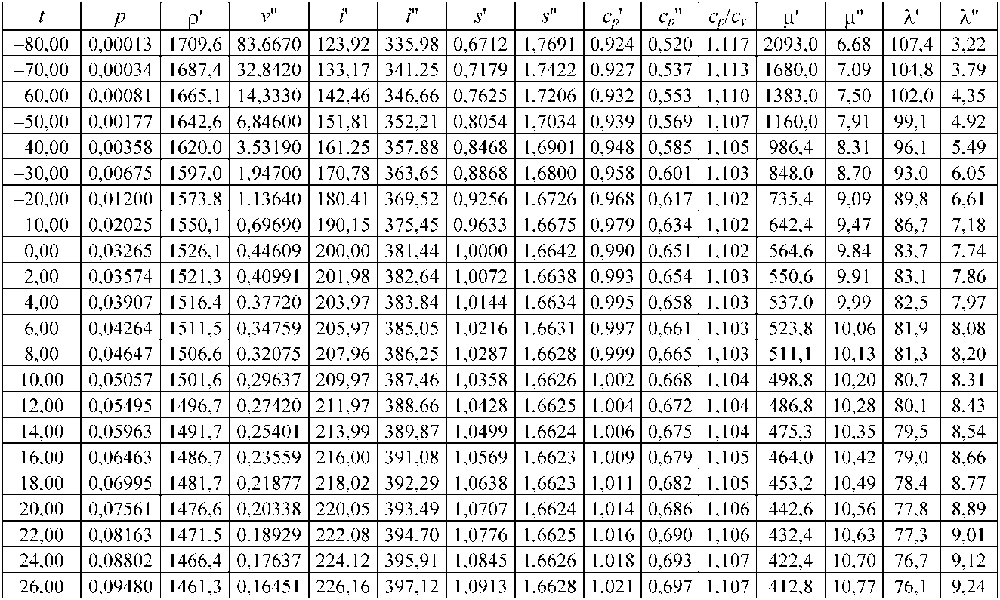 t p ρ' v" i' i" s' s" cp' cp" cp/cv μ' μ" λ' λ"
–80,00 0,00013 1709,6 83,6670 123,92 335,98 0,6712 1,7691 0,924 0,520 1,117 2093,0 6,68 107,4 3,22
–70,00 0,00034 1687,4 32,8420 133,17 341,25 0,7179 1,7422 0,927 0,537 1,113 1680,0 7,09 104,8 3,79
–60,00 0,00081 1665,1 14,3330 142,46 346,66 0,7625 1,7206 0,932 0,553 1,110 1383,0 7,50 102,0 4,35
–50,00 0,00177 1642,6 6,84600 151,81 352,21 0,8054 1,7034 0,939 0,569 1,107 1160,0 7,91 99,1 4,92
–40,00 0,00358 1620,0 3,53190 161,25 357,88 0,8468 1,6901 0,948 0,585 1,105 986,4 8,31 96,1 5,49
–30,00 0,00675 1597,0 1,94700 170,78 363,65 0,8868 1,6800 0,958 0,601 1,103 848,0 8,70 93,0 6,05
–20,00 0,01200 1573,8 1,13640 180,41 369,52 0,9256 1,6726 0,968 0,617 1,102 735,4 9,09 89,8 6,61
–10,00 0,02025 1550,1 0,69690 190,15 375,45 0,9633 1,6675 0,979 0,634 1,102 642,4 9,47 86,7 7,18
0,00 0,03265 1526,1 0,44609 200,00 381,44 1,0000 1,6642 0,990 0,651 1,102 564,6 9,84 83,7 7,74
2,00 0,03574 1521,3 0,40991 201,98 382,64 1,0072 1,6638 0,993 0,654 1,103 550,6 9,91 83,1 7,86
4,00 0,03907 1516,4 0,37720 203,97 383,84 1,0144 1,6634 0,995 0,658 1,103 537,0 9,99 82,5 7,97
6,00 0,04264 1511,5 0,34759 205,97 385,05 1,0216 1,6631 0,997 0,661 1,103 523,8 10,06 81,9 8,08
8,00 0,04647 1506,6 0,32075 207,96 386,25 1,0287 1,6628 0,999 0,665 1,103 511,1 10,13 81,3 8,20
10,00 0,05057 1501,6 0,29637 209,97 387,46 1,0358 1,6626 1,002 0,668 1,104 498,8 10,20 80,7 8,31
12,00 0,05495 1496,7 0,27420 211,97 388,66 1,0428 1,6625 1,004 0,672 1,104 486,8 10,28 80,1 8,43
14,00 0,05963 1491,7 0,25401 213,99 389,87 1,0499 1,6624 1,006 0,675 1,104 475,3 10,35 79,5 8,54
16,00 0,06463 1486,7 0,23559 216,00 391,08 1,0569 1,6623 1,009 0,679 1,105 464,0 10,42 79,0 8,66
18,00 0,06995 1481,7 0,21877 218,02 392,29 1,0638 1,6623 1,011 0,682 1,105 453,2 10,49 78,4 8,77
20,00 0,07561 1476,6 0,20338 220,05 393,49 1,0707 1,6624 1,014 0,686 1,106 442,6 10,56 77,8 8,89
22,00 0,08163 1471,5 0,18929 222,08 394,70 1,0776 1,6625 1,016 0,690 1,106 432,4 10,63 77,3 9,01
24,00 0,08802 1466,4 0,17637 224,12 395,91 1,0845 1,6626 1,018 0,693 1,107 422,4 10,70 76,7 9,12
26,00 0,09480 1461,3 0,16451 226,16 397,12 1,0913 1,6628 1,021 0,697 1,107 412,8 10,77 76,1 9,24